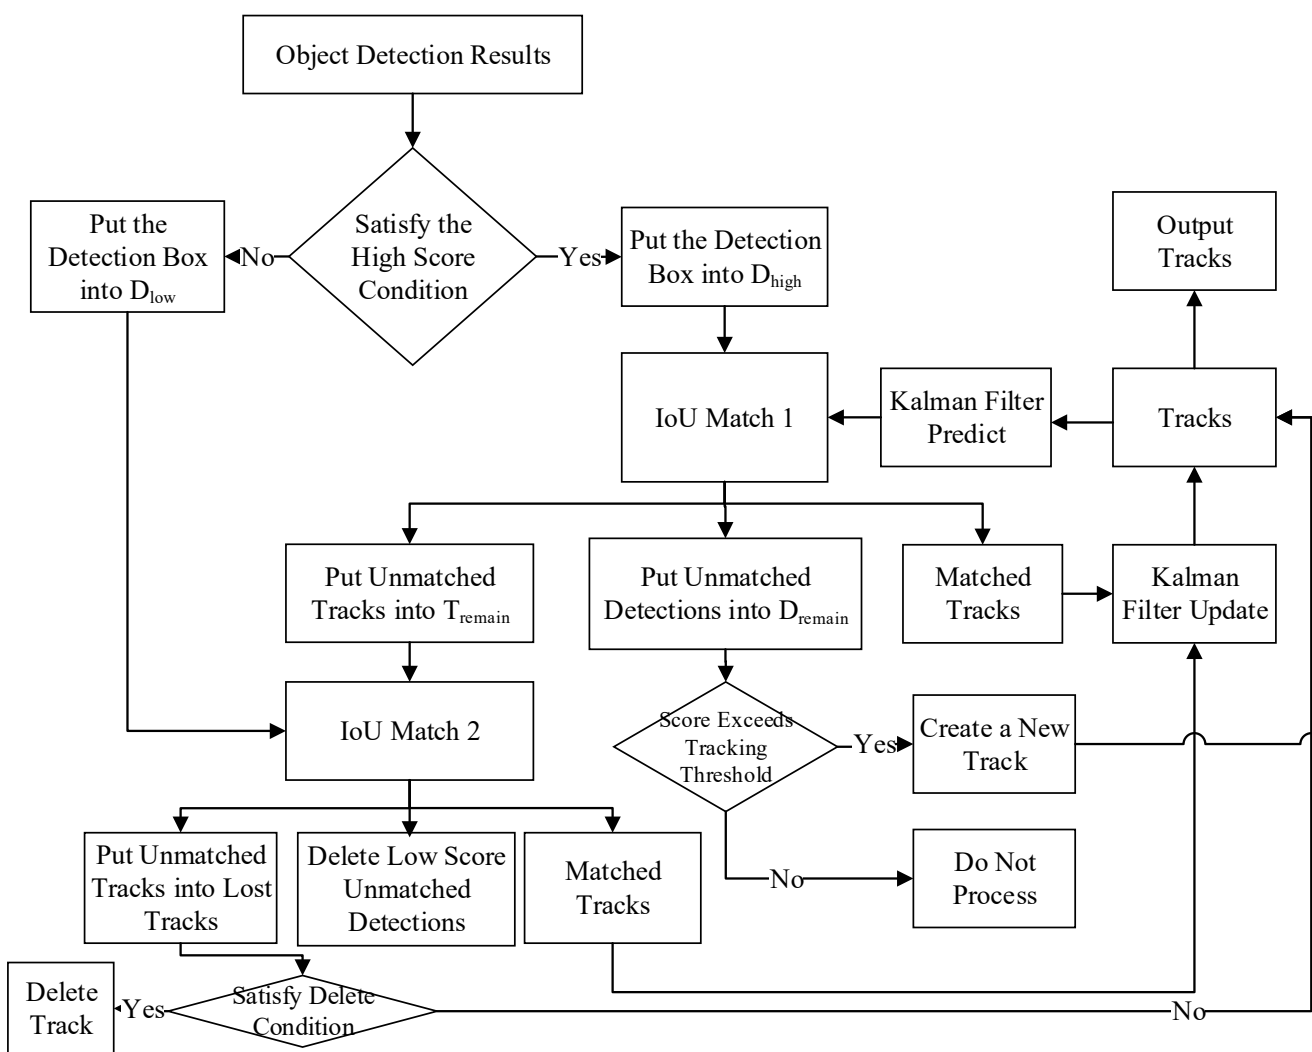 Object Detection Results
Satisfy the
High Score
Condition
No
Yes
Put the
Detection Box
into Dlow
Put the Detection
Box into Dhigh
Output
Tracks
IoU Match 1
Kalman Filter
Predict
Tracks
Put Unmatched
Tracks into Tremain
Put Unmatched
Detections into Dremain
Matched
Tracks
Kalman
Filter Update
IoU Match 2
Score Exceeds
Tracking
Threshold
Yes
Create a New
Track
No
Do Not
Process
Put Unmatched
Tracks into Lost
Tracks
Delete Low Score
Unmatched
Detections
Matched
Tracks
Delete
Track
Yes
Satisfy Delete
Condition
No